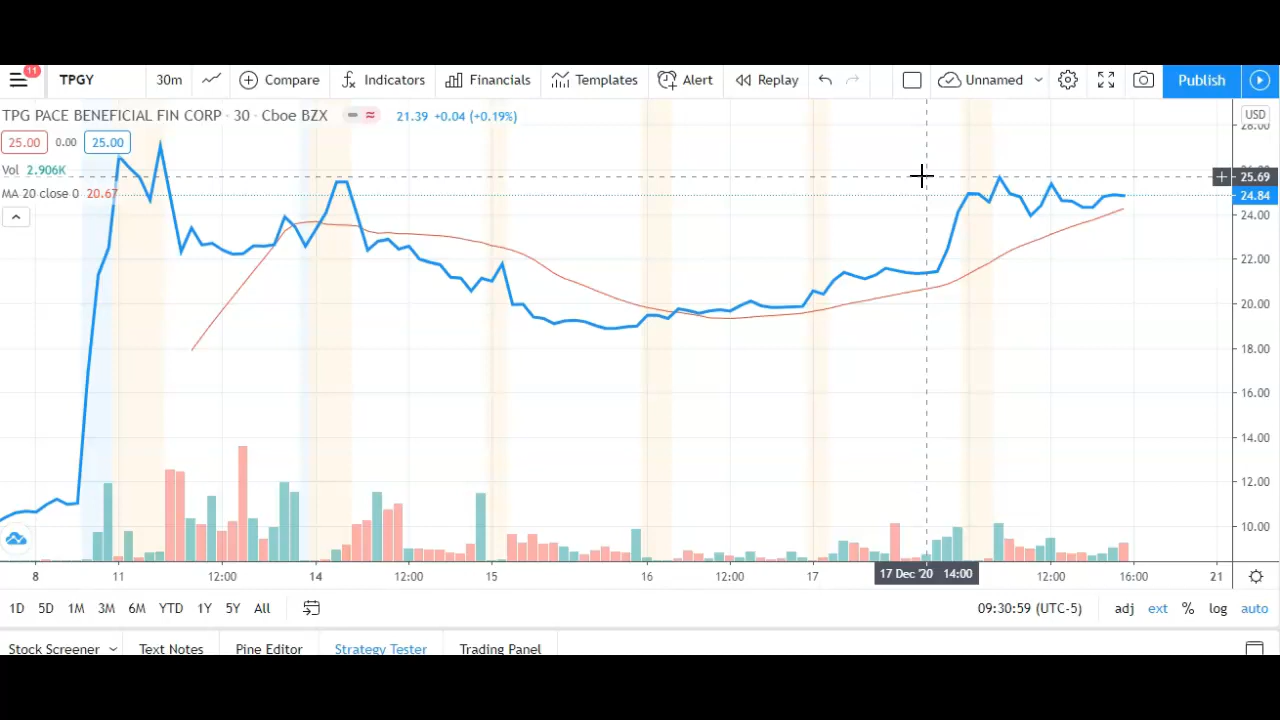 11
TPGY 30m Compare Indicators Financials Templates Alert Replay Unnamed Publish
TPG PACE BENEFICIAL FIN CORP · 30 · Cboe BZX 21.39 +0.04 (+0.19%)
USD
28.00
25.00 0.00 25.00
Vol 2.906K
25.69
MA 20 close 0 20.67
24.84
24.00
22.00
20.00
18.00
16.00
14.00
12.00
10.00
8 11 12:00 14 12:00 15 16 12:00 17 17 Dec '20 14:00 12:00 16:00 21
1D 5D 1M 3M 6M YTD 1Y 5Y All 09:30:59 (UTC-5) adj ext % log auto
Stock Screener Text Notes Pine Editor Strategy Tester Trading Panel